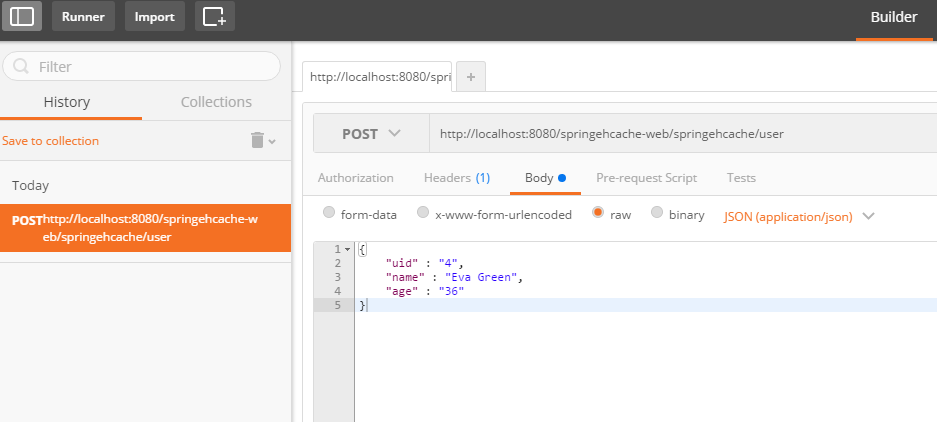 Runner
Import
Builder
Filter
History
Collections
Save to collection
Today
POST http://localhost:8080/springehcache-w
eb/springehcache/user
http://localhost:8080/spri
+
POST
http://localhost:8080/springehcache-web/springehcache/user
Authorization
Headers (1)
Body
Pre-request Script
Tests
form-data
x-www-form-urlencoded
raw
binary
JSON (application/json)
1 {
2 "uid" : "4",
3 "name" : "Eva Green",
4 "age" : "36"
5 }